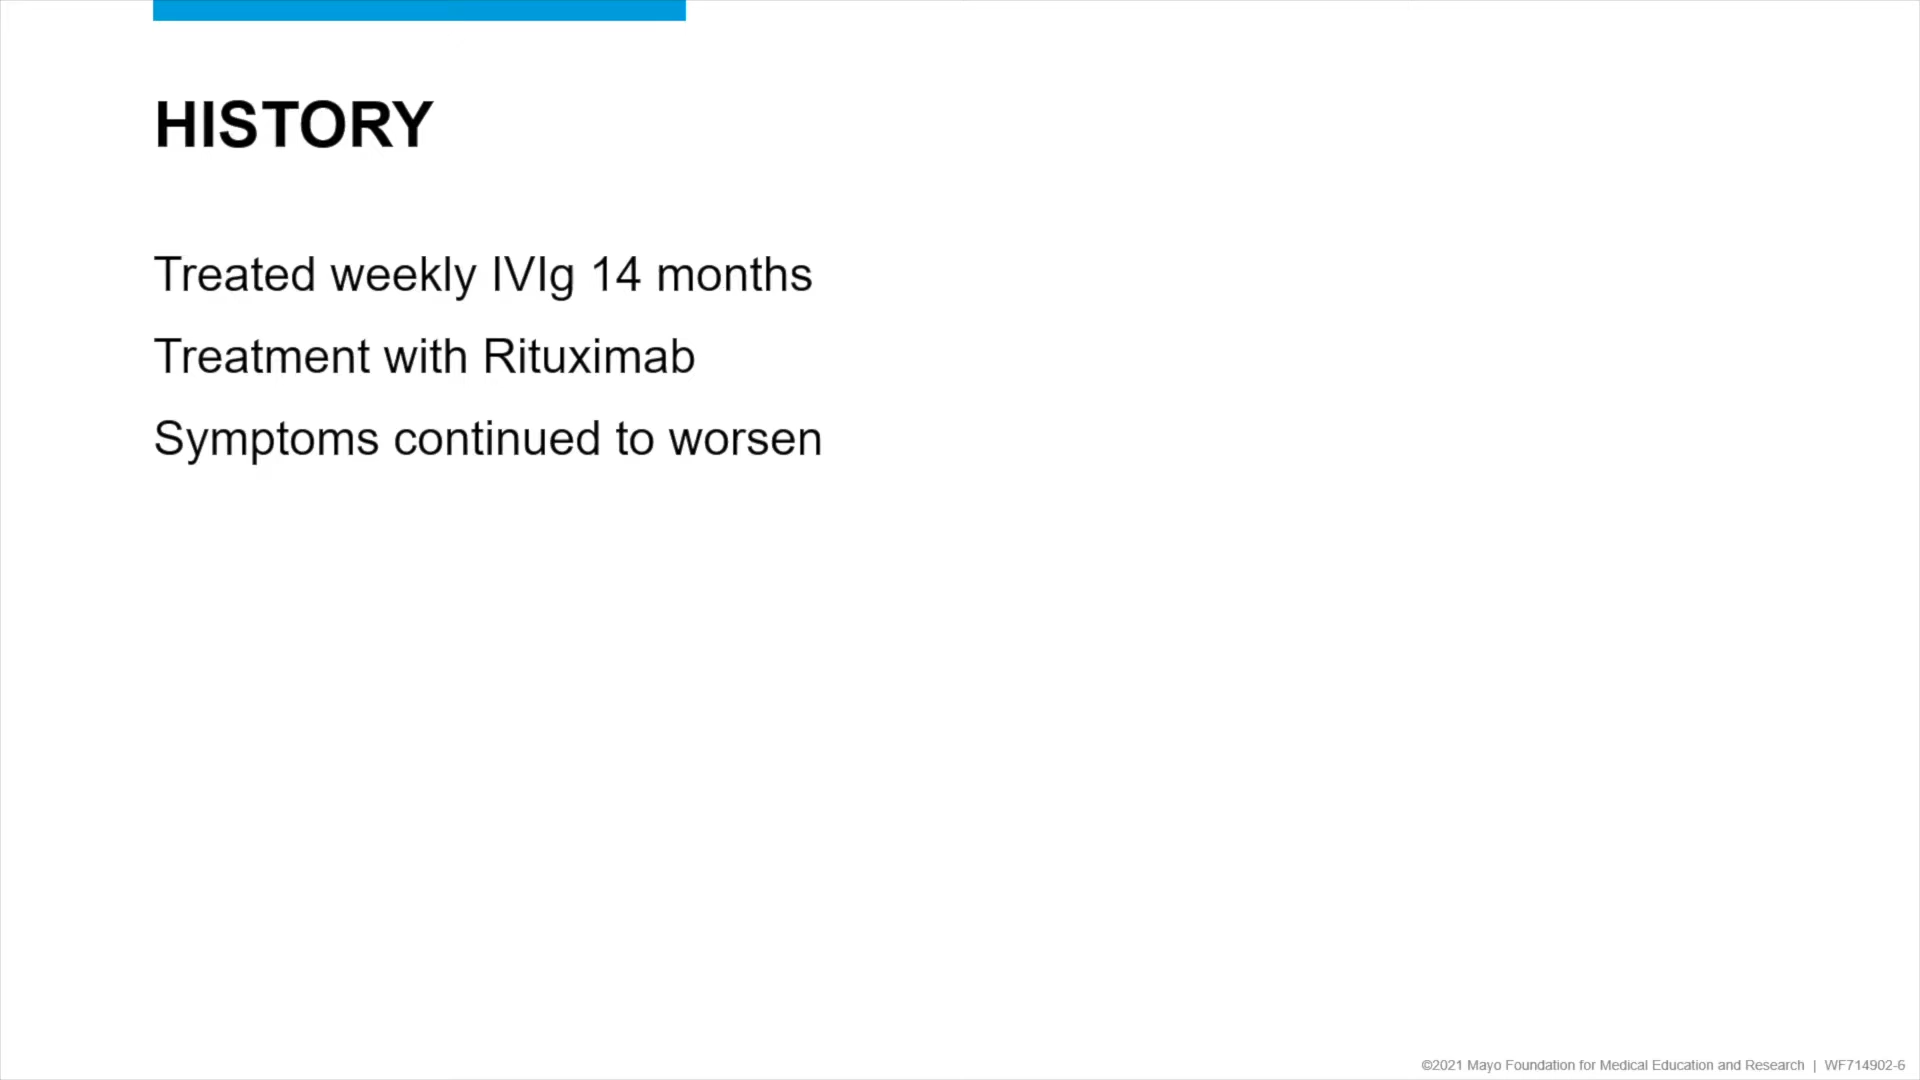 HISTORY
Treated weekly IVIg 14 months
Treatment with Rituximab
Symptoms continued to worsen
©2021 Mayo Foundation for Medical Education and Research | WF714902-6